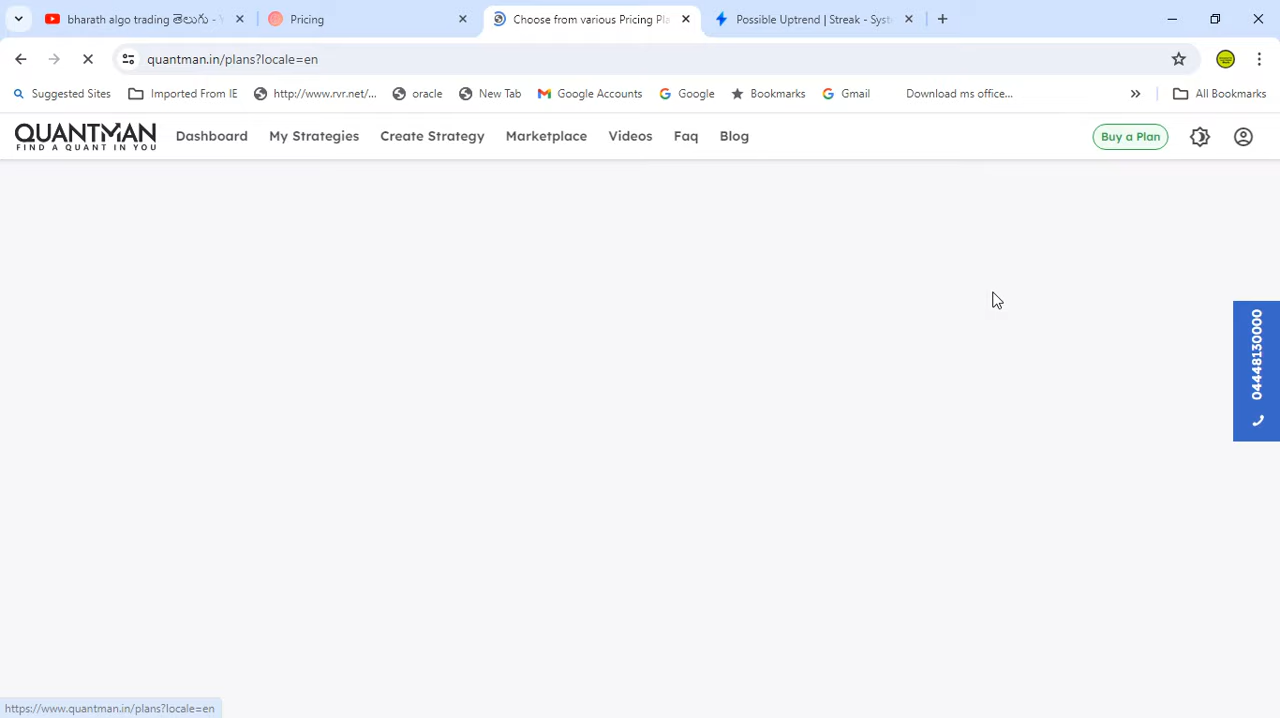 bharath algo trading తెలుగు - Y
Pricing
Choose from various Pricing Pla
Possible Uptrend | Streak - Syste
quantman.in/plans?locale=en
Suggested Sites
Imported From IE
http://www.rvr.net/...
oracle
New Tab
Google Accounts
Google
Bookmarks
Gmail
Download ms office...
All Bookmarks
QUANTMAN
FIND A QUANT IN YOU
Dashboard
My Strategies
Create Strategy
Marketplace
Videos
Faq
Blog
Buy a Plan
04448130000
https://www.quantman.in/plans?locale=en